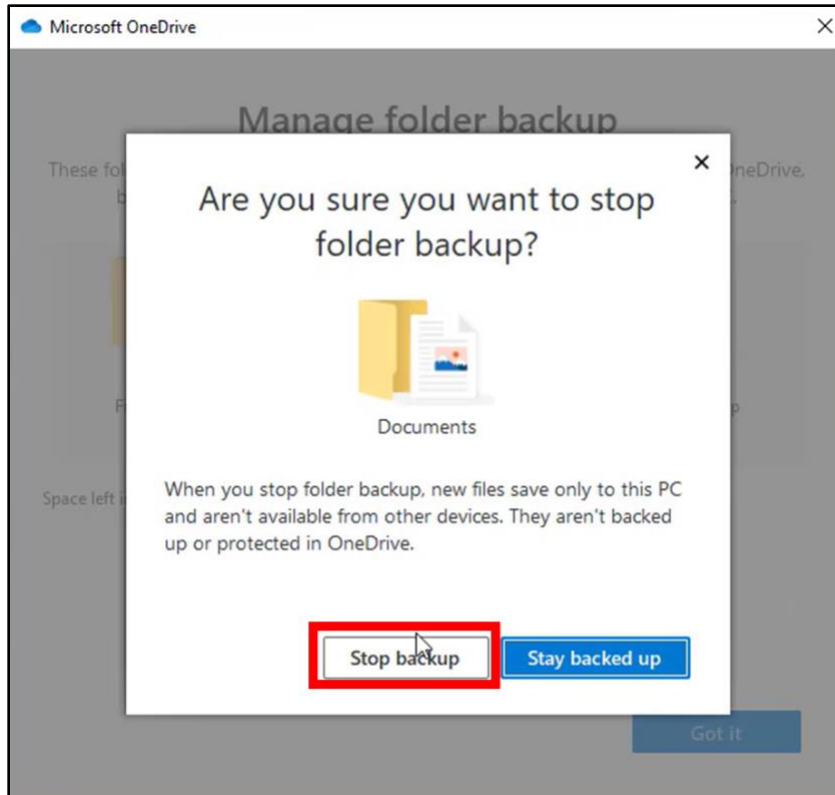 Microsoft OneDrive
Manage folder backup
These fol
OneDrive,
Are you sure you want to stop
folder backup?
Documents
When you stop folder backup, new files save only to this PC
and aren't available from other devices. They aren't backed
up or protected in OneDrive.
Space left i
Stop backup
Stay backed up
Got it